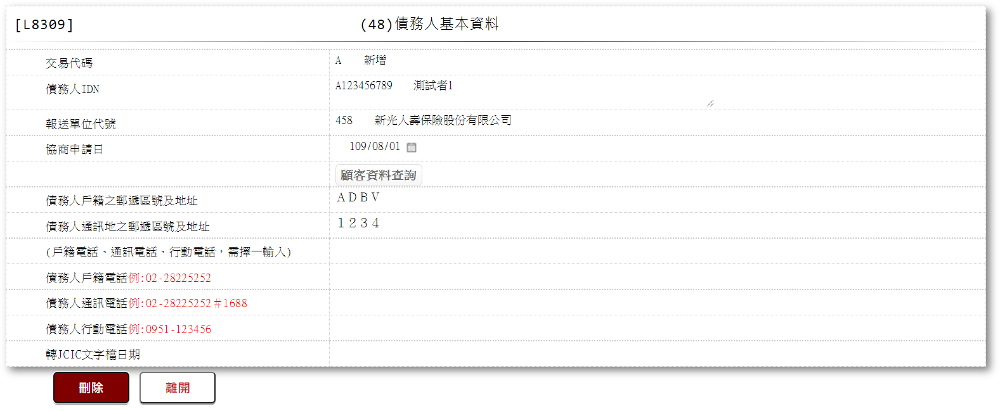 [L8309] (48)債務人基本資料
交易代碼 A 新增
債務人IDN A123456789 測試者1
報送單位代號 458 新光人壽保險股份有限公司
協商申請日 109/08/01
顧客資料查詢
債務人戶籍之郵遞區號及地址 ＡＤＢＶ
債務人通訊地之郵遞區號及地址 １２３４
(戶籍電話、通訊電話、行動電話，需擇一輸入)
債務人戶籍電話例:02-28225252
債務人通訊電話例:02-28225252＃1688
債務人行動電話例:0951-123456
轉JCIC文字檔日期
刪除 離開